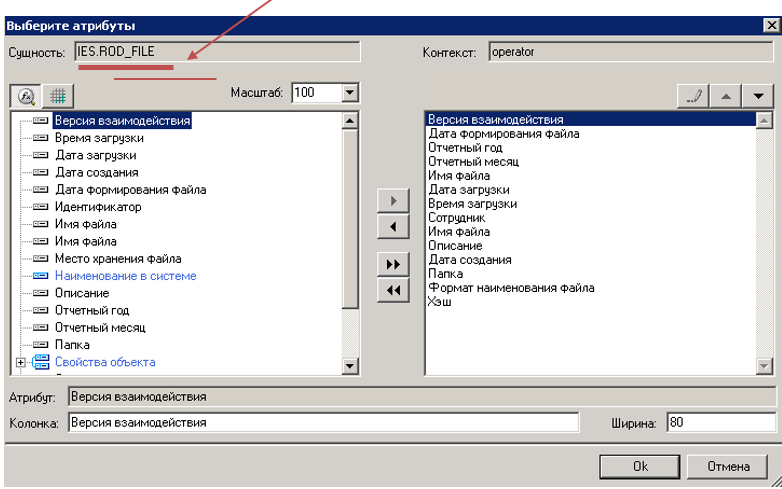 Выберите атрибуты
Сущность: IES.ROD_FILE
Контекст: operator
Масштаб: 100
Версия взаимодействия
Время загрузки
Дата загрузки
Дата создания
Дата формирования файла
Идентификатор
Имя файла
Имя файла
Место хранения файла
Наименование в системе
Описание
Отчетный год
Отчетный месяц
Папка
Свойства объекта
Версия взаимодействия
Дата формирования файла
Отчетный год
Отчетный месяц
Имя файла
Дата загрузки
Время загрузки
Сотрудник
Имя файла
Описание
Дата создания
Папка
Формат наименования файла
Хэш
Атрибут: Версия взаимодействия
Колонка: Версия взаимодействия
Ширина: 80
Ok
Отмена